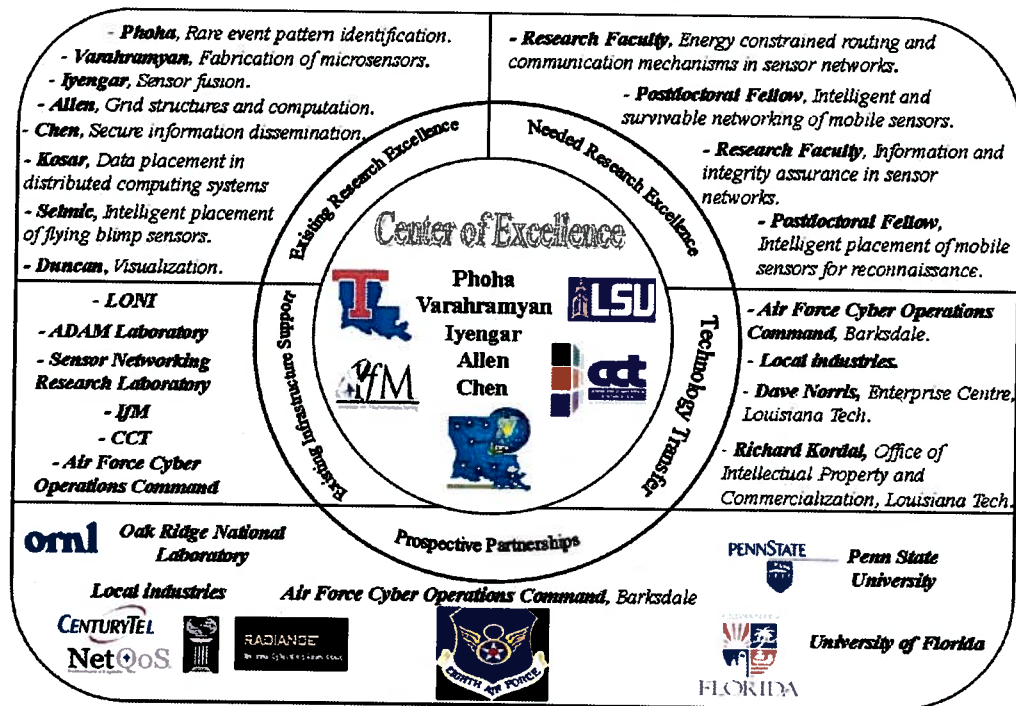 - Phoha, Rare event pattern identification.
- Varahramyan, Fabrication of microsensors.
- Iyengar, Sensor fusion.
- Allen, Grid structures and computation.
- Chen, Secure information dissemination.
- Kosar, Data placement in
distributed computing systems
- Selmic, Intelligent placement
of flying blimp sensors.
- Duncan, Visualization.
- Research Faculty, Energy constrained routing and
communication mechanisms in sensor networks.
- Postdoctoral Fellow, Intelligent and
survivable networking of mobile sensors.
- Research Faculty, Information and
integrity assurance in sensor
networks.
- Postdoctoral Fellow,
Intelligent placement of mobile
sensors for reconnaissance.
Existing Research Excellence
Needed Research Excellence
Center of Excellence
Phoha
Varahramyan
Iyengar
Allen
Chen
T
LSU
IfM
cct
Existing Infrastructure Support
Technology Transfer
Prospective Partnerships
- LONI
- ADAM Laboratory
- Sensor Networking
Research Laboratory
- IfM
- CCT
- Air Force Cyber
Operations Command
- Air Force Cyber Operations
Command, Barksdale.
- Local industries.
- Dave Norris, Enterprise Centre,
Louisiana Tech.
- Richard Kordal, Office of
Intellectual Property and
Commercialization, Louisiana Tech.
ornl
Oak Ridge National
Laboratory
Local industries
CENTURYTEL
NetQoS
RADIANCE
Air Force Cyber Operations Command, Barksdale
EIGHTH AIR FORCE
PENNSTATE
Penn State
University
University of Florida
FLORIDA